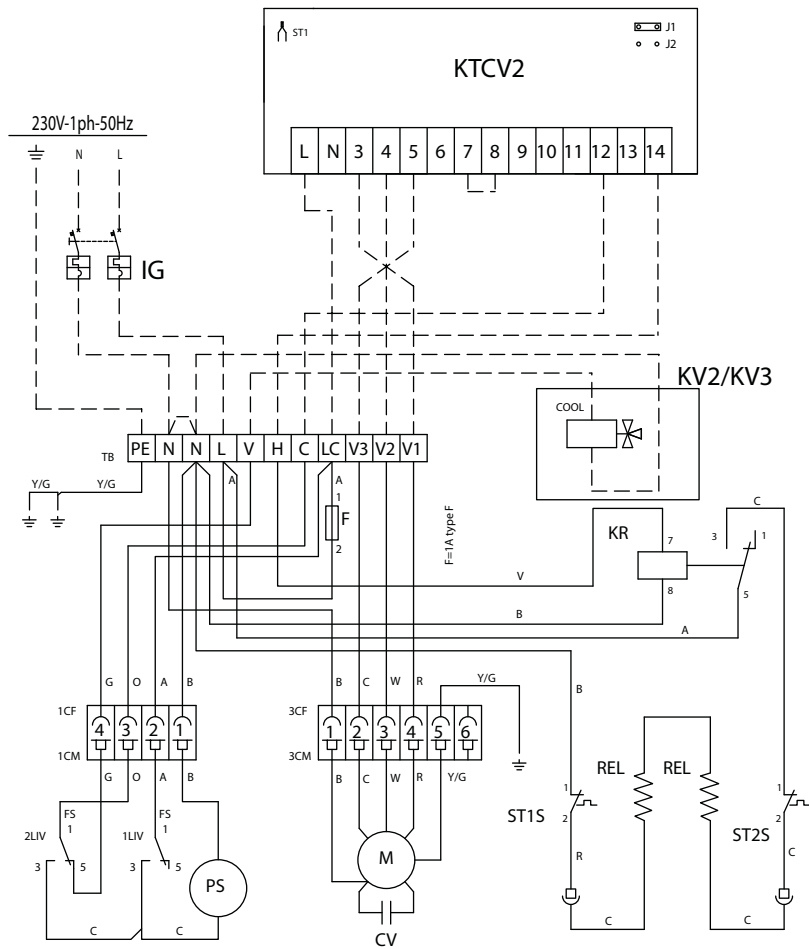 ST1
J1
J2
KTCV2
230V-1ph-50Hz
N L
L N 3 4 5 6 7 8 9 10 11 12 13 14
IG
KV2/KV3
COOL
TB
PE N N L V H C LC V3 V2 V1
Y/G Y/G
A
A
1
F
2
F=1A type F
C
KR
3
1
7
8
5
V
B
A
G O A B
B C W R
Y/G
B
1CF
4 3 2 1
1CM
3CF
1 2 3 4 5 6
3CM
G O A B
B C W R Y/G
REL REL
1
2
ST1S
1
2
ST2S
FS
1
2LIV
3 5
FS
1
1LIV
3 5
PS
M
R
C
C
C
C
C
CV